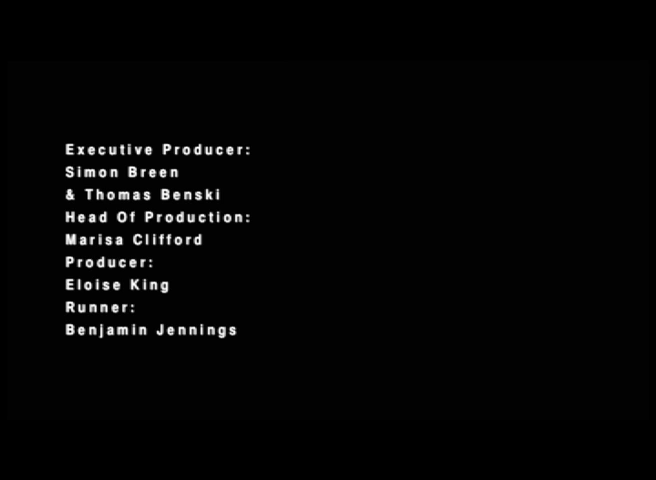 Executive Producer:
Simon Breen
& Thomas Benski
Head Of Production:
Marisa Clifford
Producer:
Eloise King
Runner:
Benjamin Jennings